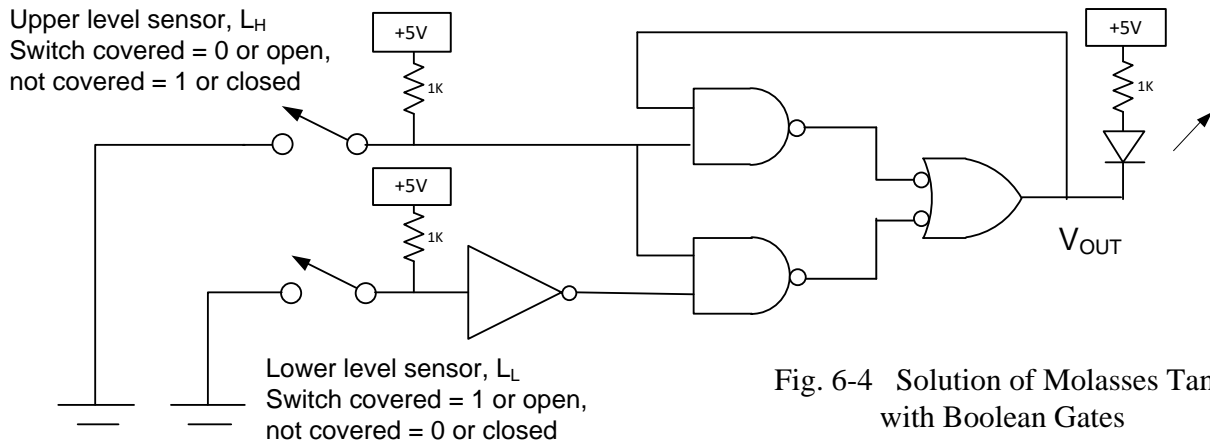 Upper level sensor, LH
Switch covered = 0 or open,
not covered = 1 or closed
+5V
1K
+5V
1K
+5V
1K
VOUT
Lower level sensor, LL
Switch covered = 1 or open,
not covered = 0 or closed
Fig. 6-4 Solution of Molasses Tan
with Boolean Gates